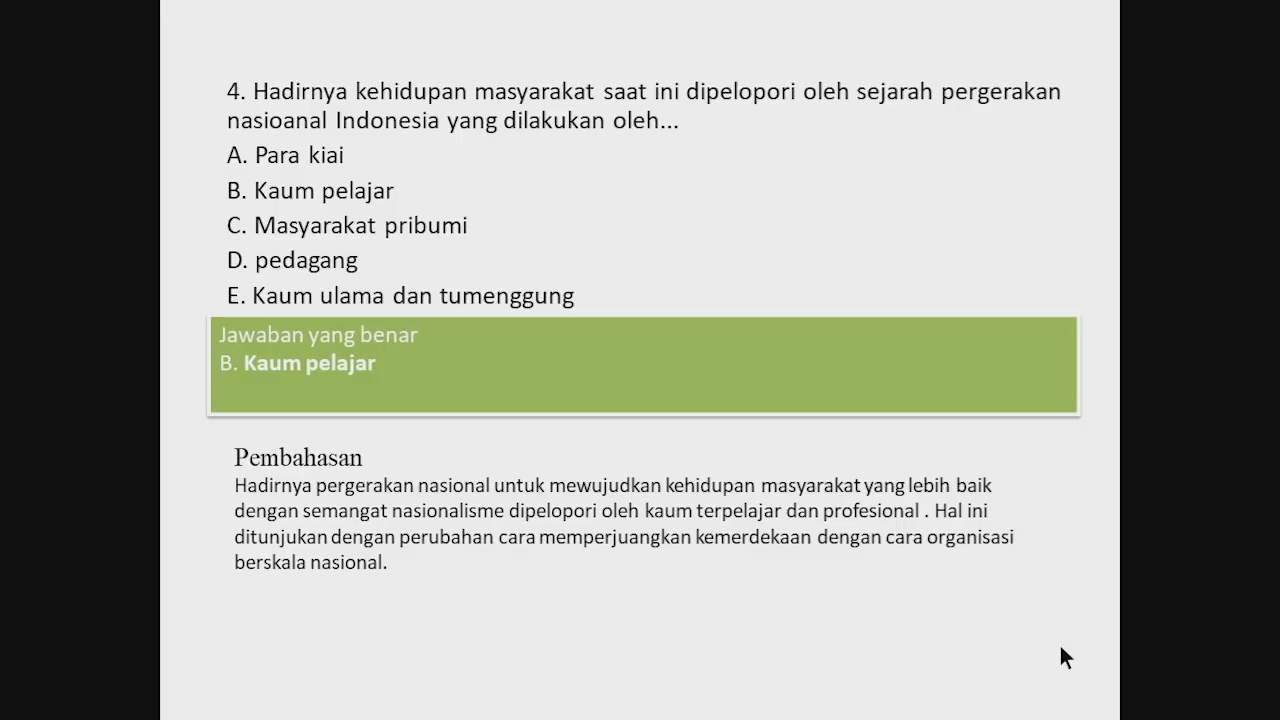 4. Hadirnya kehidupan masyarakat saat ini dipelopori oleh sejarah pergerakan
nasioanal Indonesia yang dilakukan oleh...
A. Para kiai
B. Kaum pelajar
C. Masyarakat pribumi
D. pedagang
E. Kaum ulama dan tumenggung
Jawaban yang benar
B. Kaum pelajar
Pembahasan
Hadirnya pergerakan nasional untuk mewujudkan kehidupan masyarakat yang lebih baik
dengan semangat nasionalisme dipelopori oleh kaum terpelajar dan profesional . Hal ini
ditunjukan dengan perubahan cara memperjuangkan kemerdekaan dengan cara organisasi
berskala nasional.